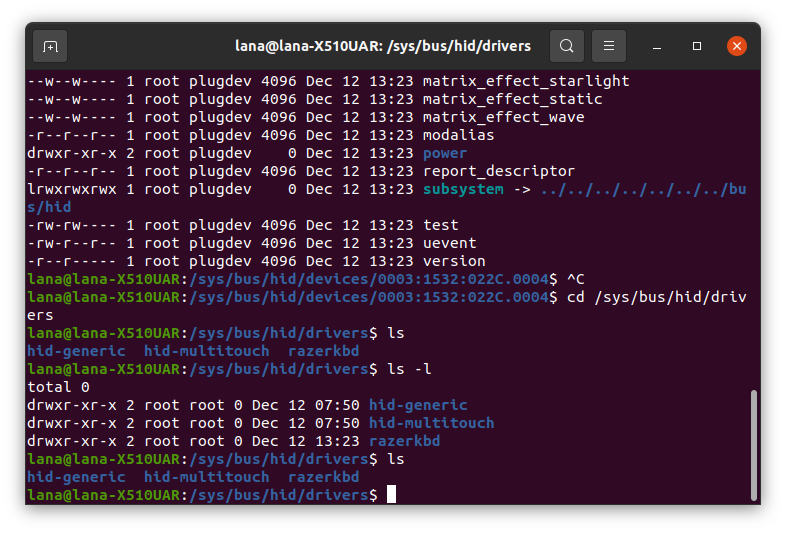 lana@lana-X510UAR: /sys/bus/hid/drivers
--w--w---- 1 root plugdev 4096 Dec 12 13:23 matrix_effect_starlight
--w--w---- 1 root plugdev 4096 Dec 12 13:23 matrix_effect_static
--w--w---- 1 root plugdev 4096 Dec 12 13:23 matrix_effect_wave
-r--r--r-- 1 root plugdev 4096 Dec 12 13:23 modalias
drwxr-xr-x 2 root plugdev    0 Dec 12 13:23 power
-r--r--r-- 1 root plugdev 4096 Dec 12 13:23 report_descriptor
lrwxrwxrwx 1 root plugdev    0 Dec 12 13:23 subsystem -> ../../../../../../../bu
s/hid
-rw-rw---- 1 root plugdev 4096 Dec 12 13:23 test
-rw-r--r-- 1 root plugdev 4096 Dec 12 13:23 uevent
-r--r----- 1 root plugdev 4096 Dec 12 13:23 version
lana@lana-X510UAR:/sys/bus/hid/devices/0003:1532:022C.0004$ ^C
lana@lana-X510UAR:/sys/bus/hid/devices/0003:1532:022C.0004$ cd /sys/bus/hid/driv
ers
lana@lana-X510UAR:/sys/bus/hid/drivers$ ls
hid-generic  hid-multitouch  razerkbd
lana@lana-X510UAR:/sys/bus/hid/drivers$ ls -l
total 0
drwxr-xr-x 2 root root 0 Dec 12 07:50 hid-generic
drwxr-xr-x 2 root root 0 Dec 12 07:50 hid-multitouch
drwxr-xr-x 2 root root 0 Dec 12 13:23 razerkbd
lana@lana-X510UAR:/sys/bus/hid/drivers$ ls
hid-generic  hid-multitouch  razerkbd
lana@lana-X510UAR:/sys/bus/hid/drivers$